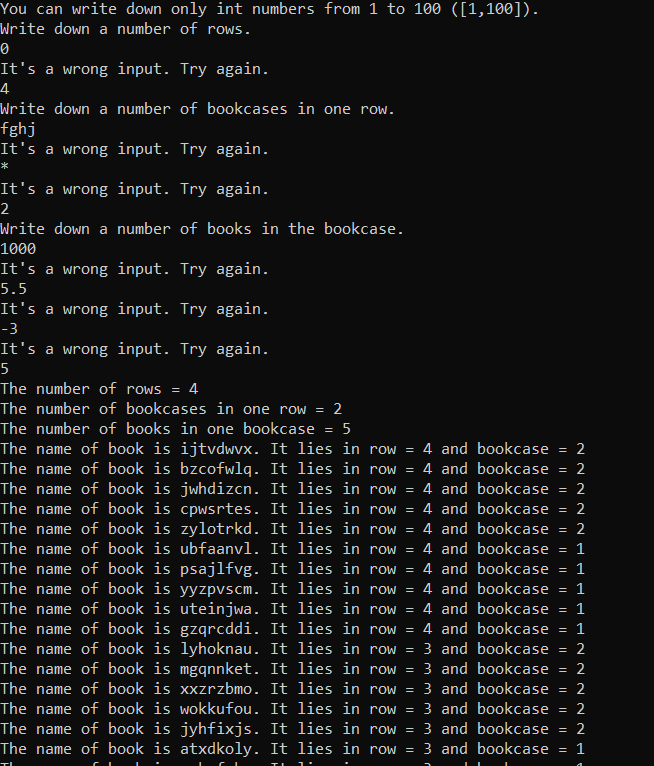 You can write down only int numbers from 1 to 100 ([1,100]).
Write down a number of rows.
0
It's a wrong input. Try again.
4
Write down a number of bookcases in one row.
fghj
It's a wrong input. Try again.
*
It's a wrong input. Try again.
2
Write down a number of books in the bookcase.
1000
It's a wrong input. Try again.
5.5
It's a wrong input. Try again.
-3
It's a wrong input. Try again.
5
The number of rows = 4
The number of bookcases in one row = 2
The number of books in one bookcase = 5
The name of book is ijtvdwvx. It lies in row = 4 and bookcase = 2
The name of book is bzcofwlq. It lies in row = 4 and bookcase = 2
The name of book is jwhdizcn. It lies in row = 4 and bookcase = 2
The name of book is cpwsrtes. It lies in row = 4 and bookcase = 2
The name of book is zylotrkd. It lies in row = 4 and bookcase = 2
The name of book is ubfaanvl. It lies in row = 4 and bookcase = 1
The name of book is psajlfvg. It lies in row = 4 and bookcase = 1
The name of book is yyzpvscm. It lies in row = 4 and bookcase = 1
The name of book is uteinjwa. It lies in row = 4 and bookcase = 1
The name of book is gzqrcddi. It lies in row = 4 and bookcase = 1
The name of book is lyhoknau. It lies in row = 3 and bookcase = 2
The name of book is mgqnnket. It lies in row = 3 and bookcase = 2
The name of book is xxzrzbmo. It lies in row = 3 and bookcase = 2
The name of book is wokkufou. It lies in row = 3 and bookcase = 2
The name of book is jyhfixjs. It lies in row = 3 and bookcase = 2
The name of book is atxdkoly. It lies in row = 3 and bookcase = 1